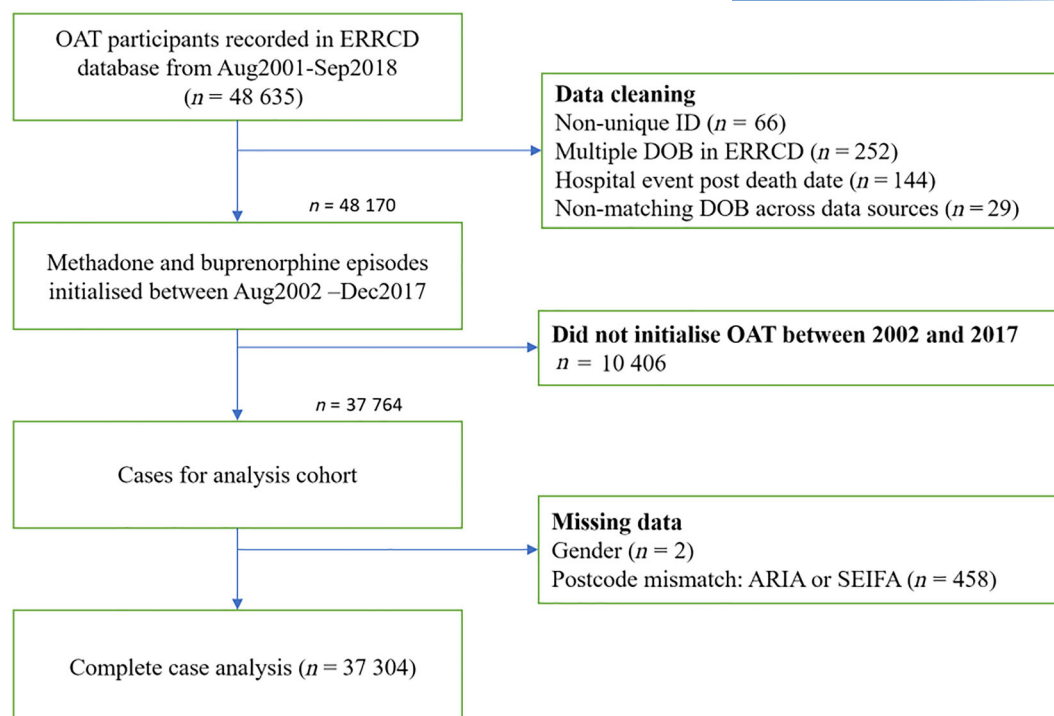 OAT participants recorded in ERRCD
database from Aug2001-Sep2018
(n = 48 635)
Data cleaning
Non-unique ID (n = 66)
Multiple DOB in ERRCD (n = 252)
Hospital event post death date (n = 144)
Non-matching DOB across data sources (n = 29)
n = 48 170
Methadone and buprenorphine episodes
initialised between Aug2002 –Dec2017
Did not initialise OAT between 2002 and 2017
n = 10 406
n = 37 764
Cases for analysis cohort
Missing data
Gender (n = 2)
Postcode mismatch: ARIA or SEIFA (n = 458)
Complete case analysis (n = 37 304)